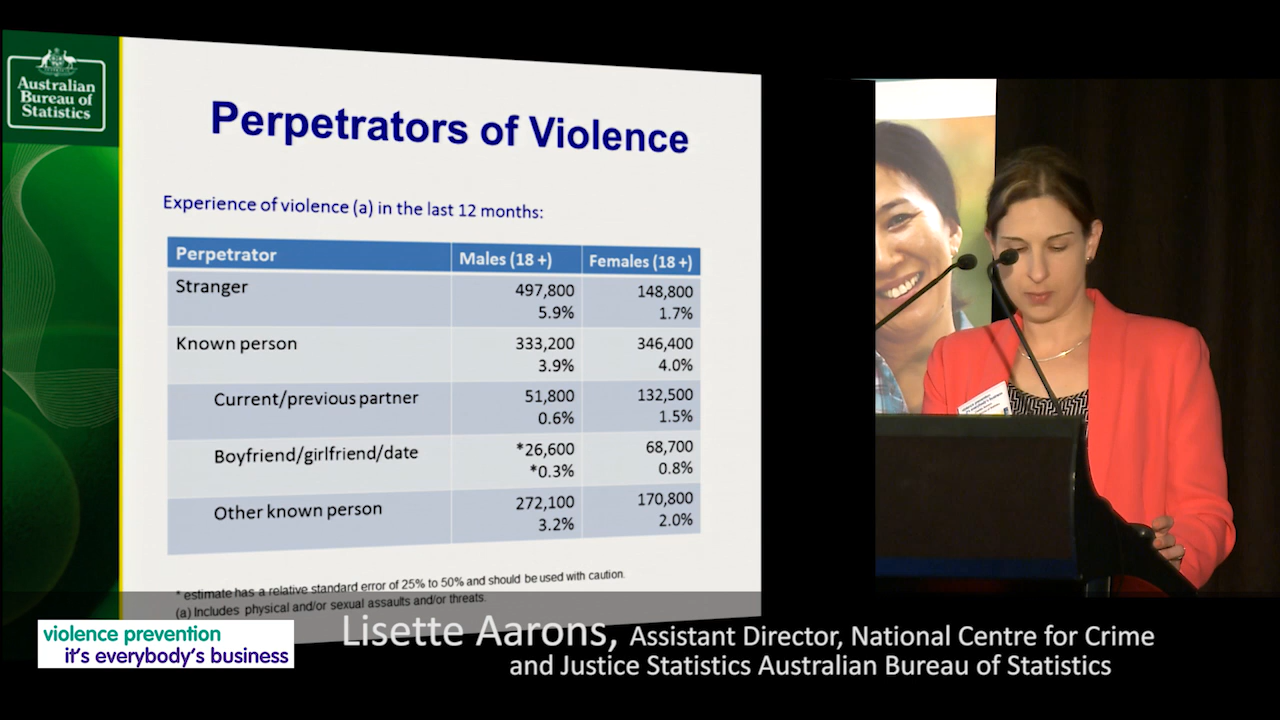 Australian
Bureau of
Statistics
Perpetrators of Violence
Experience of violence (a) in the last 12 months:
Perpetrator Males (18 +) Females (18 +)
Stranger 497,800 148,800
5.9% 1.7%
Known person 333,200 346,400
3.9% 4.0%
Current/previous partner 51,800 132,500
0.6% 1.5%
Boyfriend/girlfriend/date *26,600 68,700
*0.3% 0.8%
Other known person 272,100 170,800
3.2% 2.0%
* estimate has a relative standard error of 25% to 50% and should be used with caution.
(a) Includes physical and/or sexual assaults and/or threats.
violence prevention
it's everybody's business
Lisette Aarons, Assistant Director, National Centre for Crime
and Justice Statistics Australian Bureau of Statistics